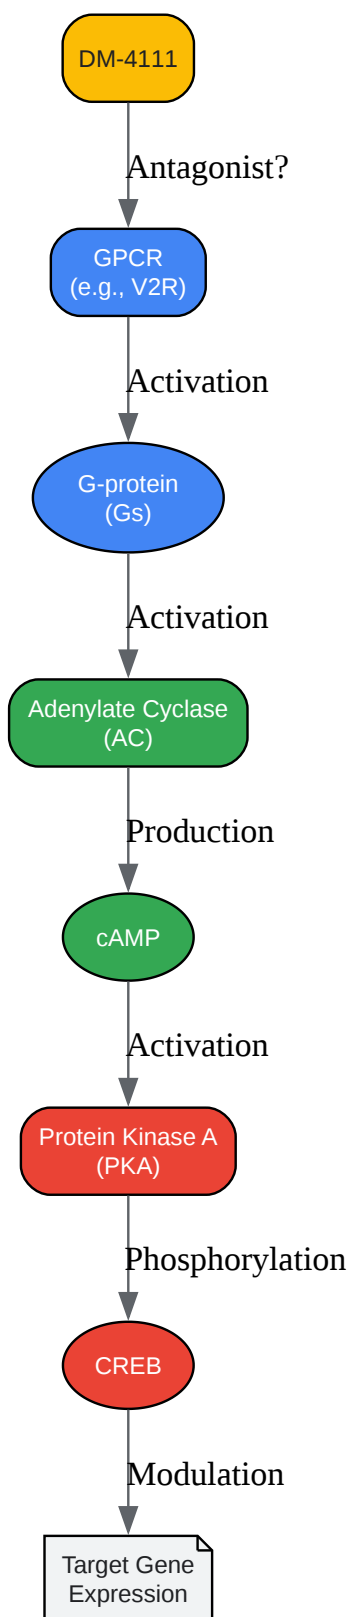 DM-4111
Antagonist?
GPCR
(e.g., V2R)
Activation
G-protein
(Gs)
Activation
Adenylate Cyclase
(AC)
Production
cAMP
Activation
Protein Kinase A
(PKA)
Phosphorylation
CREB
Modulation
Target Gene
Expression